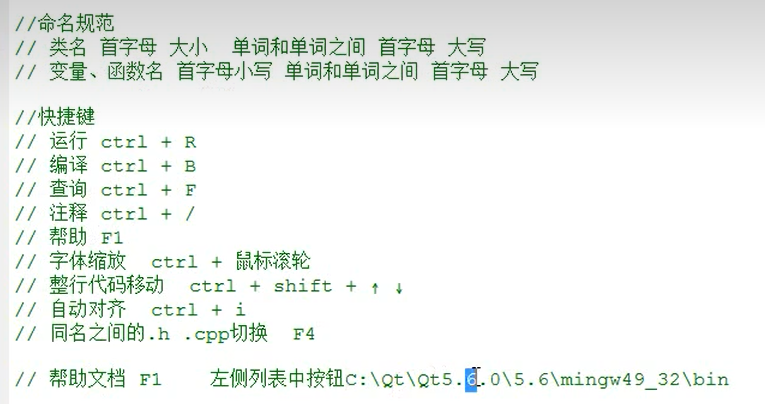 //命名规范
// 类名 首字母 大小  单词和单词之间 首字母 大写
// 变量、函数名 首字母小写 单词和单词之间 首字母 大写
//快捷键
// 运行 ctrl + R
// 编译 ctrl + B
// 查询 ctrl + F
// 注释 ctrl + /
// 帮助 F1
// 字体缩放  ctrl + 鼠标滚轮
// 整行代码移动  ctrl + shift + ↑ ↓
// 自动对齐  ctrl + i
// 同名之间的.h .cpp切换  F4
// 帮助文档 F1    左侧列表中按钮C:\Qt\Qt5.6.0\5.6\mingw49_32\bin